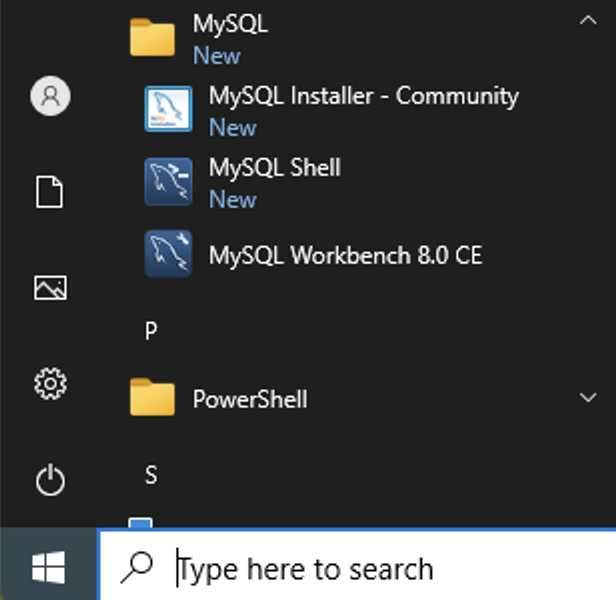 MySQL
New
MySQL Installer - Community
New
MySQL Shell
New
MySQL Workbench 8.0 CE
P
PowerShell
S
Type here to search